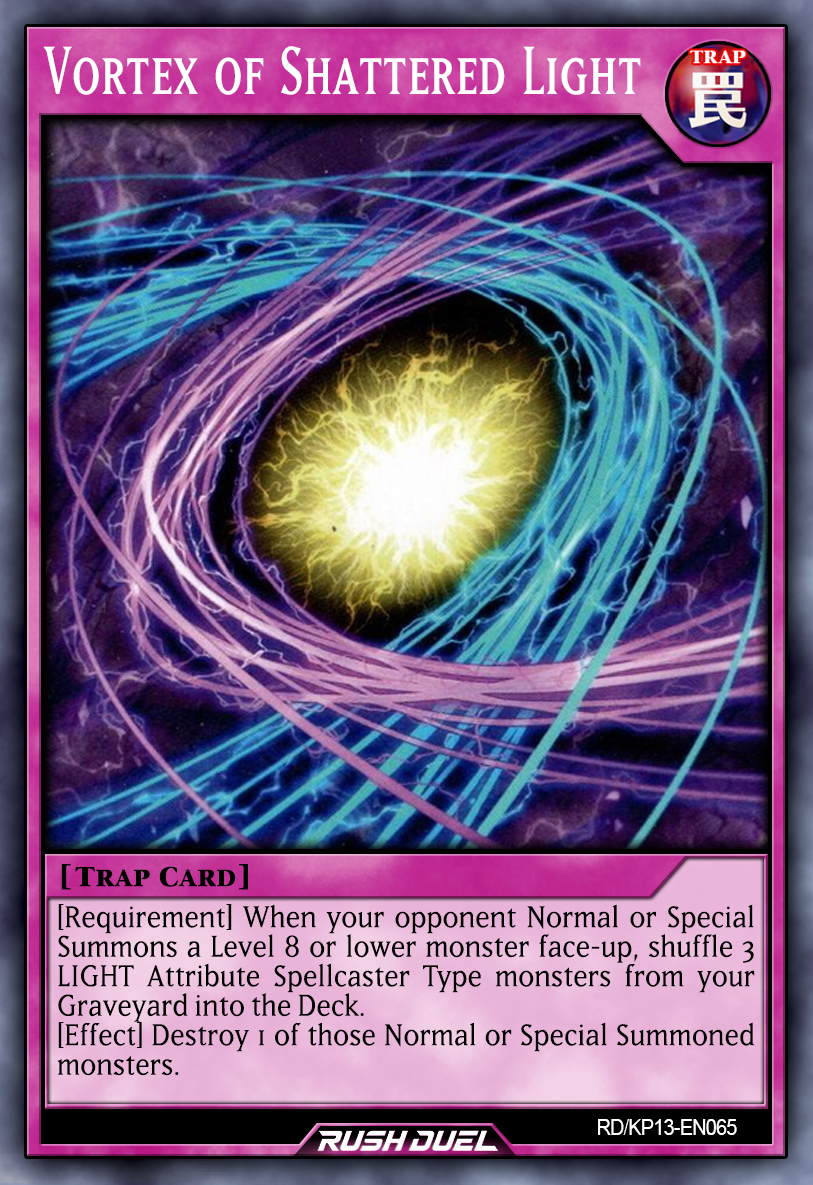 Vortex of Shattered Light
TRAP
罠
[Trap Card]
[Requirement] When your opponent Normal or Special
Summons a Level 8 or lower monster face-up, shuffle 3
LIGHT Attribute Spellcaster Type monsters from your
Graveyard into the Deck.
[Effect] Destroy 1 of those Normal or Special Summoned
monsters.
RD/KP13-EN065
RUSH DUEL